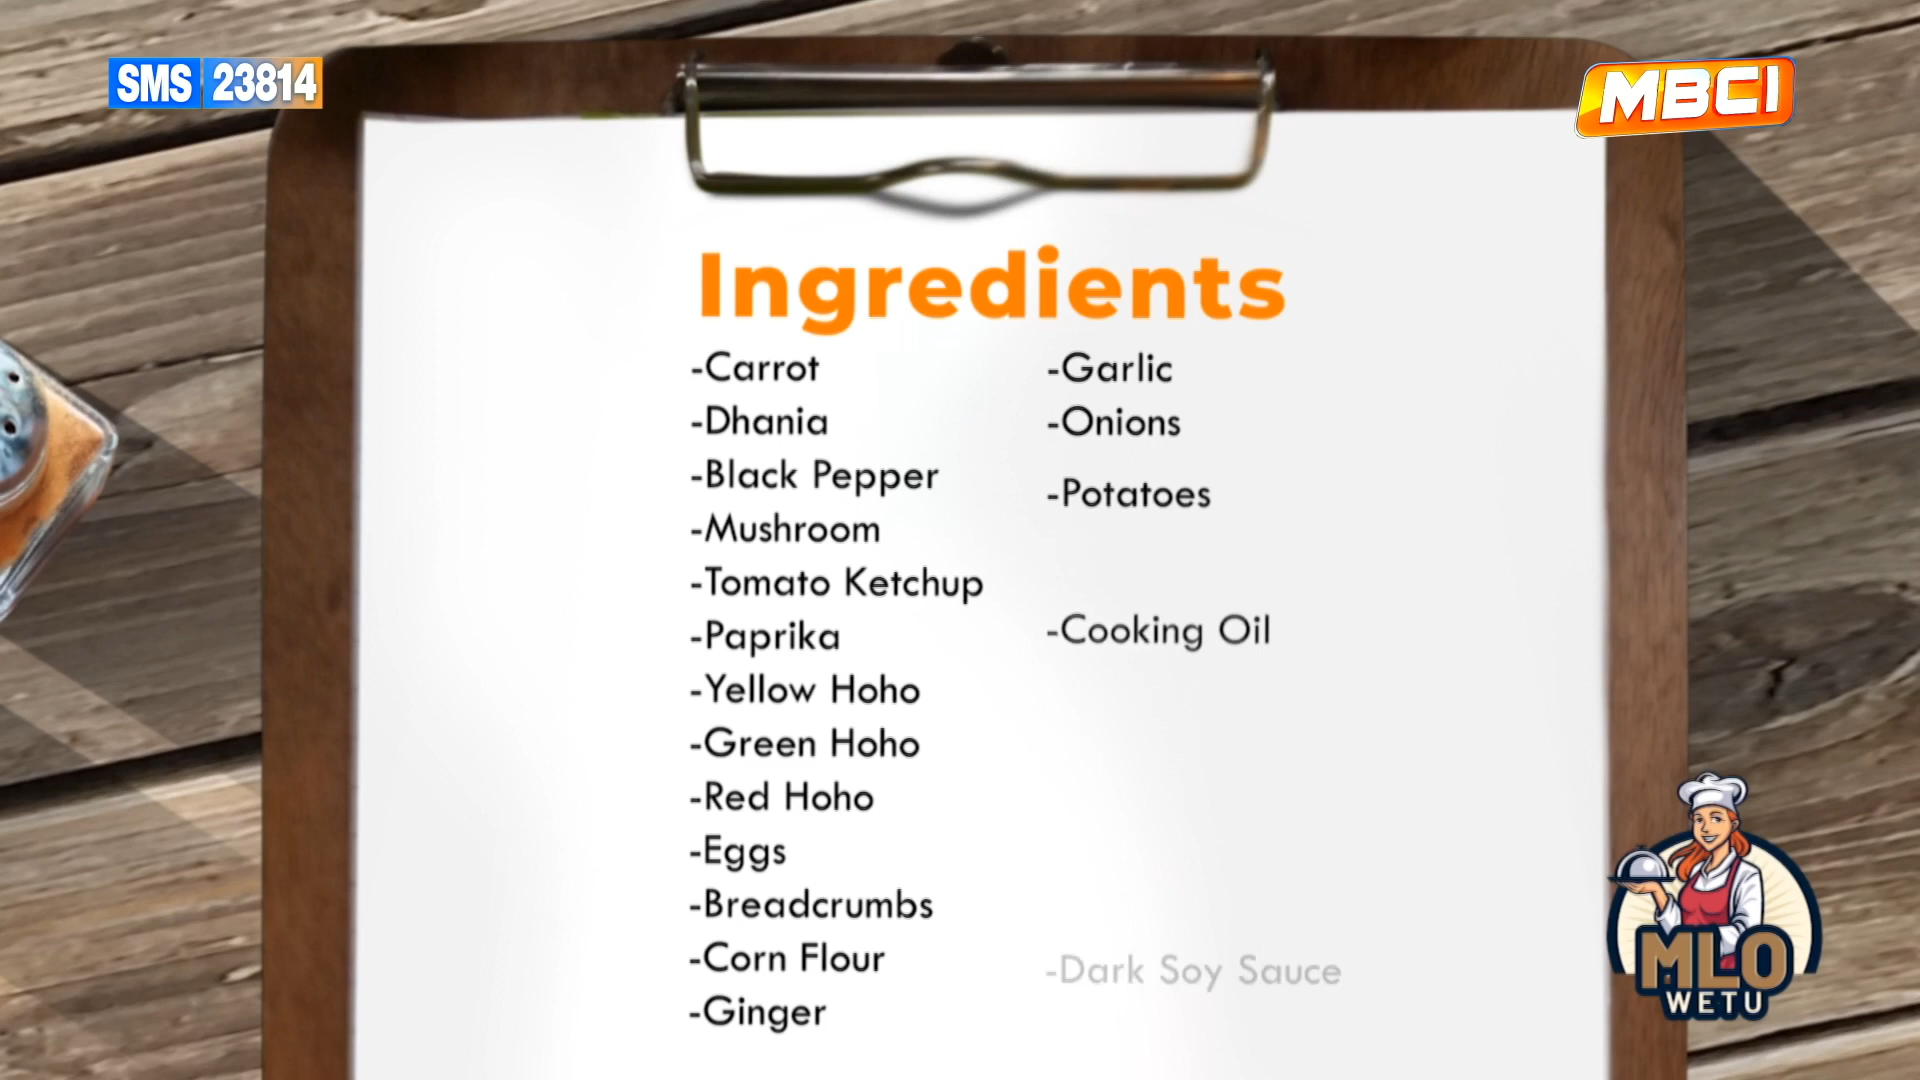 SMS 23814
MBCI
Ingredients
-Carrot
-Dhania
-Black Pepper
-Mushroom
-Tomato Ketchup
-Paprika
-Yellow Hoho
-Green Hoho
-Red Hoho
-Eggs
-Breadcrumbs
-Corn Flour
-Ginger
-Garlic
-Onions
-Potatoes
-Cooking Oil
-Dark Soy Sauce
MLO
WETU